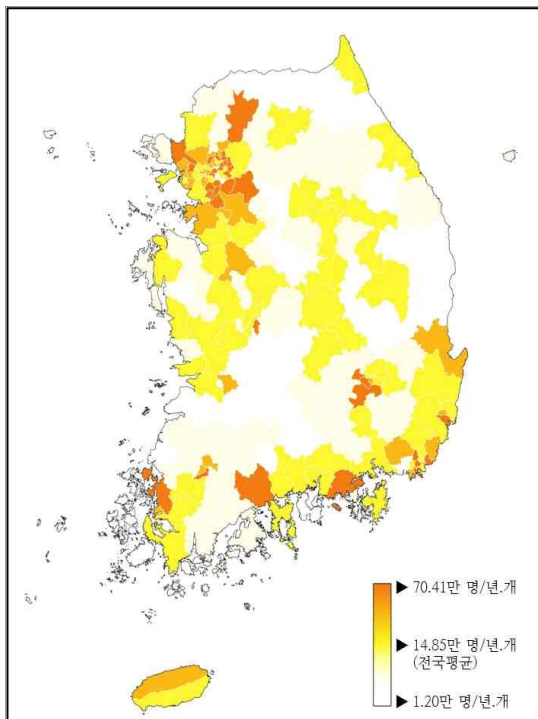 ▶ 70.41만 명/년.개
▶ 14.85만 명/년.개
(전국평균)
▶ 1.20만 명/년.개